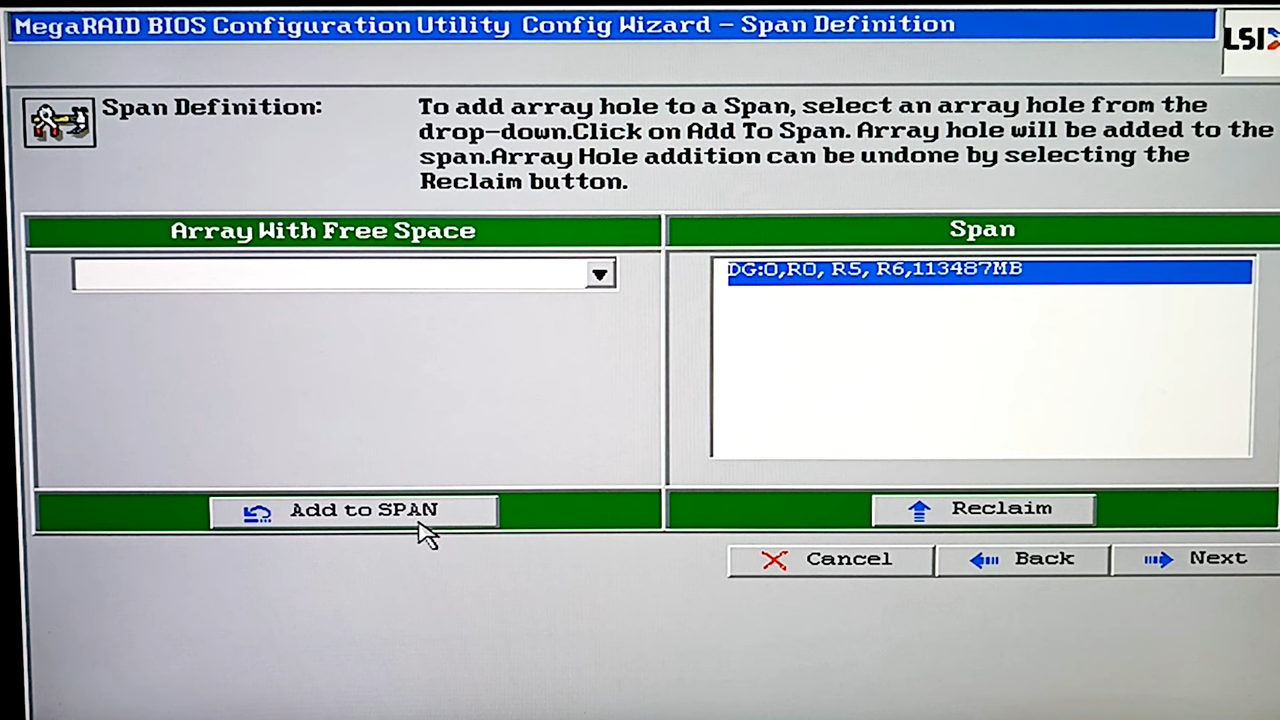 MegaRAID BIOS Configuration Utility Config Wizard - Span Definition
LSI
Span Definition:
To add array hole to a Span, select an array hole from the
drop-down.Click on Add To Span. Array hole will be added to the
span.Array Hole addition can be undone by selecting the
Reclaim button.
Array With Free Space
Span
DG:0,R0, R5, R6,113487MB
Add to SPAN
Reclaim
Cancel
Back
Next